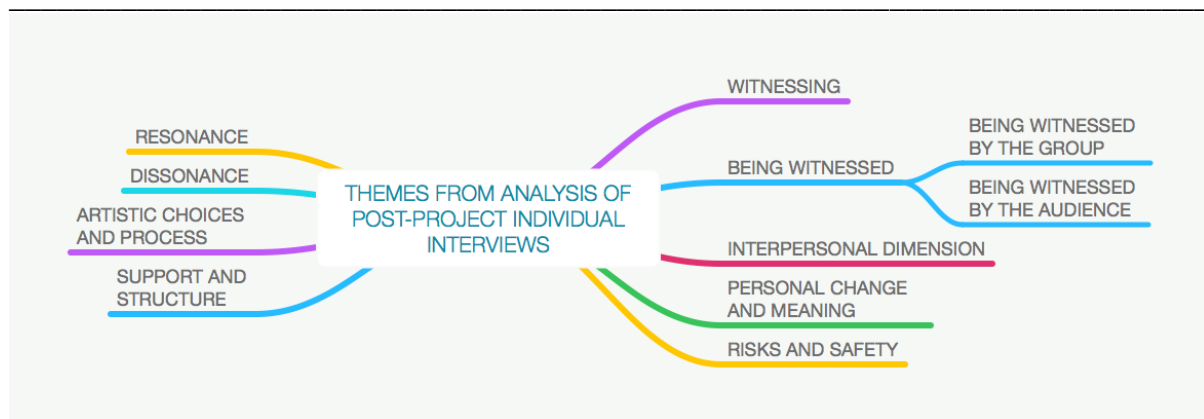 THEMES FROM ANALYSIS OF
POST-PROJECT INDIVIDUAL
INTERVIEWS
RESONANCE
DISSONANCE
ARTISTIC CHOICES
AND PROCESS
SUPPORT AND
STRUCTURE
WITNESSING
BEING WITNESSED
BEING WITNESSED
BY THE GROUP
BEING WITNESSED
BY THE AUDIENCE
INTERPERSONAL DIMENSION
PERSONAL CHANGE
AND MEANING
RISKS AND SAFETY